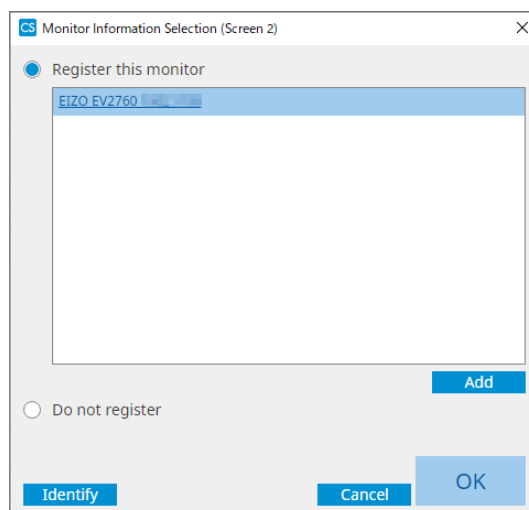 CS Monitor Information Selection (Screen 2)
Register this monitor
EIZO EV2760
Add
Do not register
Identify
Cancel
OK